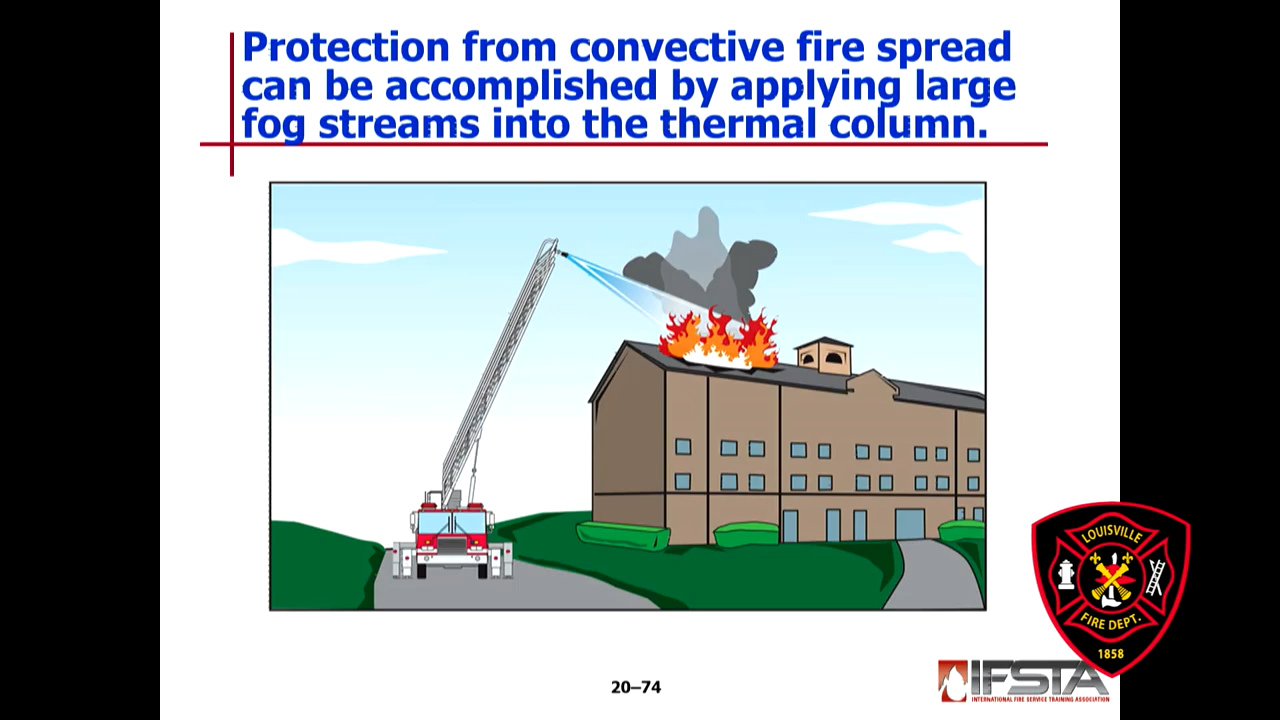 Protection from convective fire spread
can be accomplished by applying large
fog streams into the thermal column.
LOUISVILLE
FIRE DEPT.
1858
20–74
IFSTA
INTERNATIONAL FIRE SERVICE TRAINING ASSOCIATION